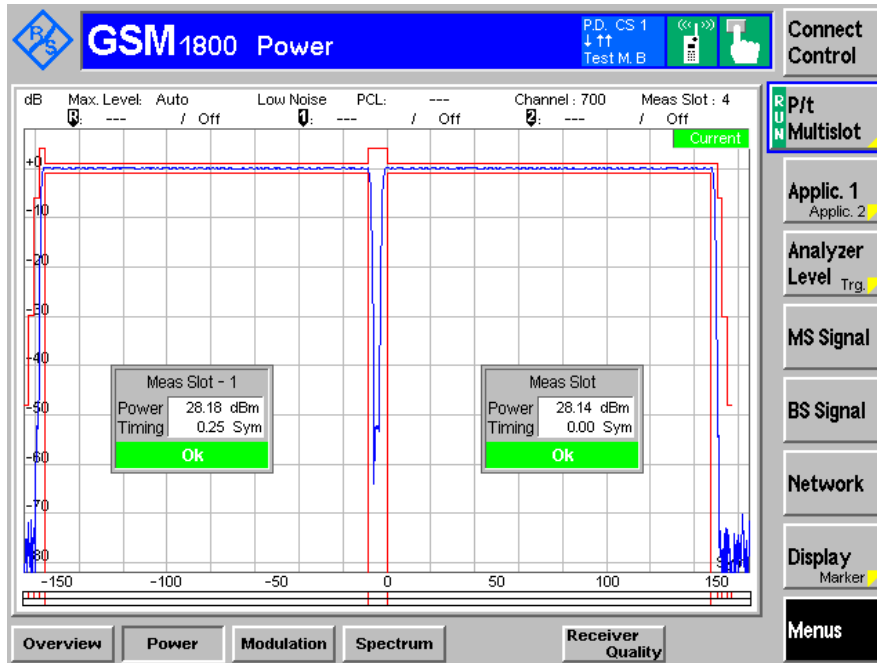 R&S
GSM 1800 Power
P.D. CS 1
↓ ↑↑
Test M. B
Connect Control
dB Max. Level: Auto Low Noise PCL: --- Channel : 700 Meas Slot : 4
R: --- / Off 1: --- / Off 2: --- / Off
Current
RUN
P/t Multislot
Applic. 1
Applic. 2
Analyzer Level Trg.
MS Signal
BS Signal
Network
Display
Marker
Menus
+0
-10
-20
-30
-40
-50
-60
-70
-80
Meas Slot - 1
Power 28.18 dBm
Timing 0.25 Sym
Ok
Meas Slot
Power 28.14 dBm
Timing 0.00 Sym
Ok
-150 -100 -50 0 50 100 150
Overview Power Modulation Spectrum Receiver Quality